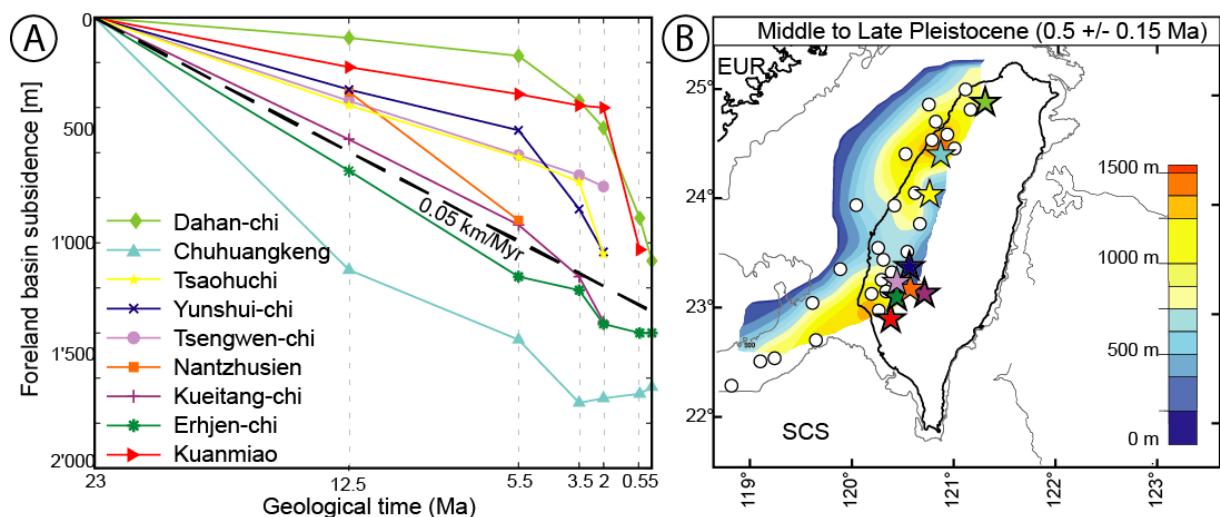 A
Foreland basin subsidence [m]
0
500
1'000
1'500
2'000
0.05 km/Myr
Dahan-chi
Chuhuangkeng
Tsaohuchi
Yunshui-chi
Tsengwen-chi
Nantzhusien
Kueitang-chi
Erhjen-chi
Kuanmiao
23 12.5 5.5 3.5 2 0.55
Geological time (Ma)
B
Middle to Late Pleistocene (0.5 +/- 0.15 Ma)
EUR
25°
24°
23°
22°
SCS
1500 m
1000 m
500 m
0 m
119° 120° 121° 122° 123°